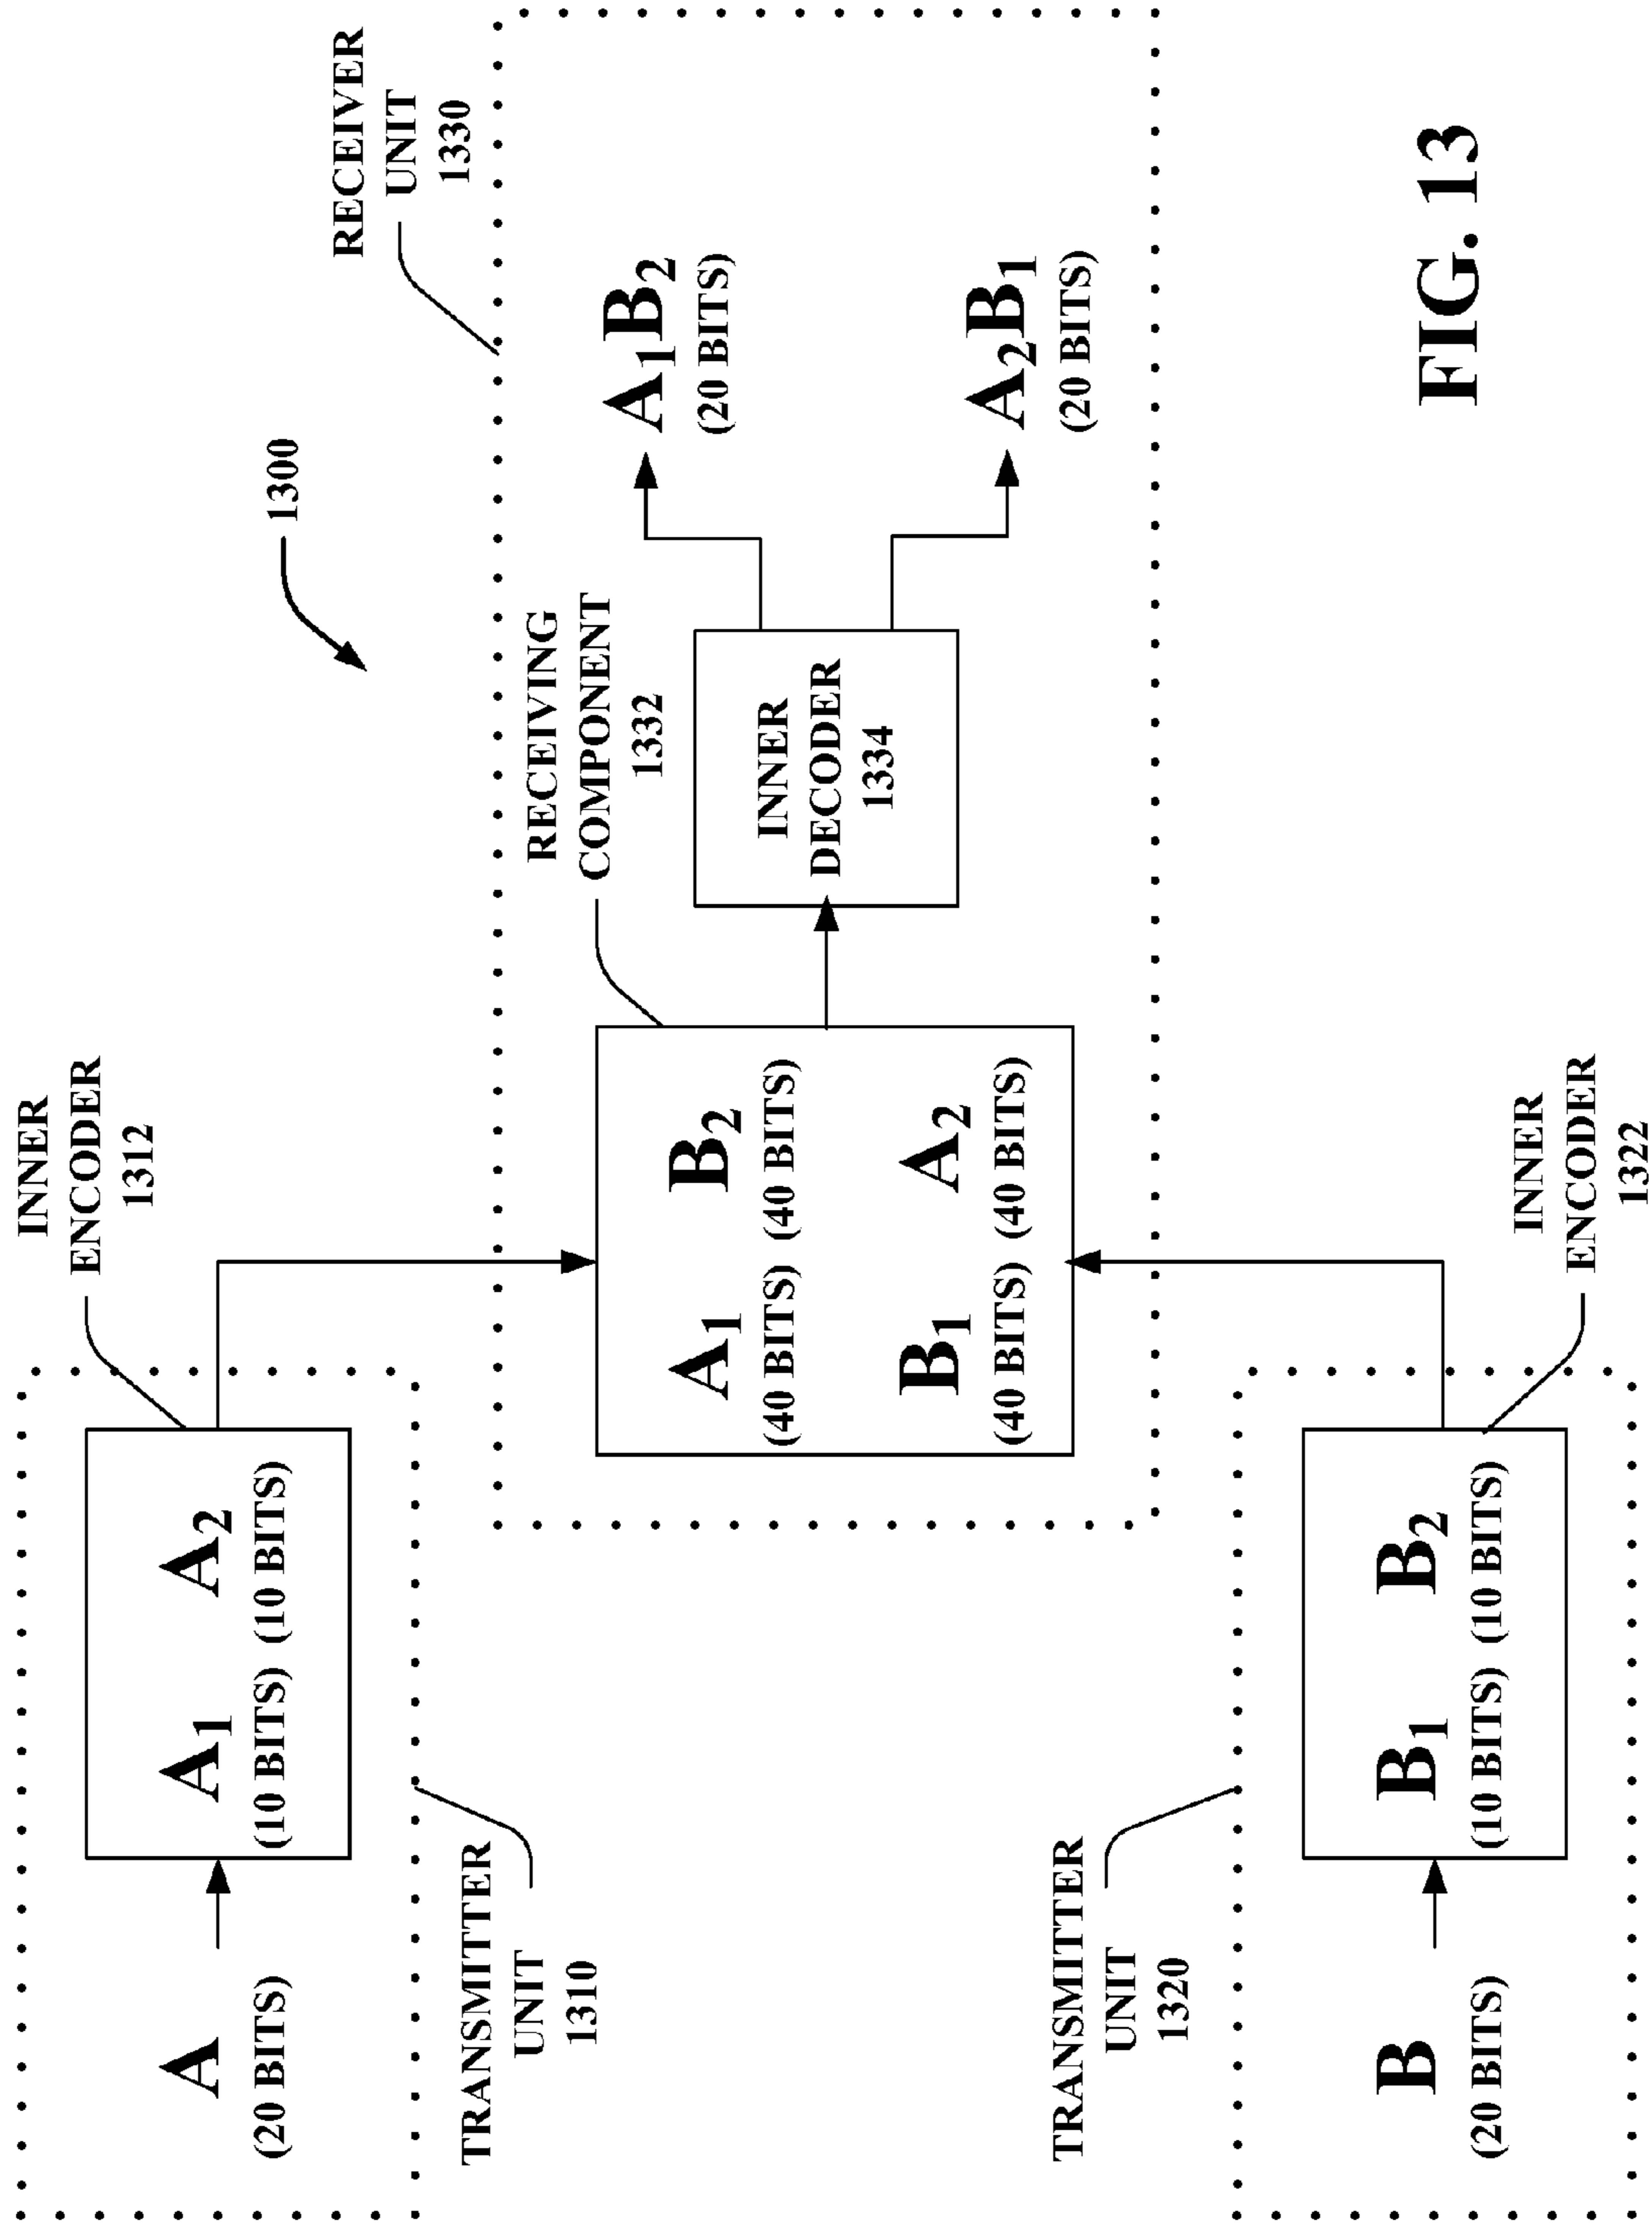 1300
INNER
ENCODER
1312
A
(20 BITS)
A1 A2
(10 BITS) (10 BITS)
TRANSMITTER
UNIT
1310
RECEIVER
UNIT
1330
RECEIVING
COMPONENT
1332
A1 B2
(40 BITS) (40 BITS)
B1 A2
(40 BITS) (40 BITS)
INNER
DECODER
1334
A1B2
(20 BITS)
A2B1
(20 BITS)
TRANSMITTER
UNIT
1320
B
(20 BITS)
B1 B2
(10 BITS) (10 BITS)
INNER
ENCODER
1322
FIG. 13